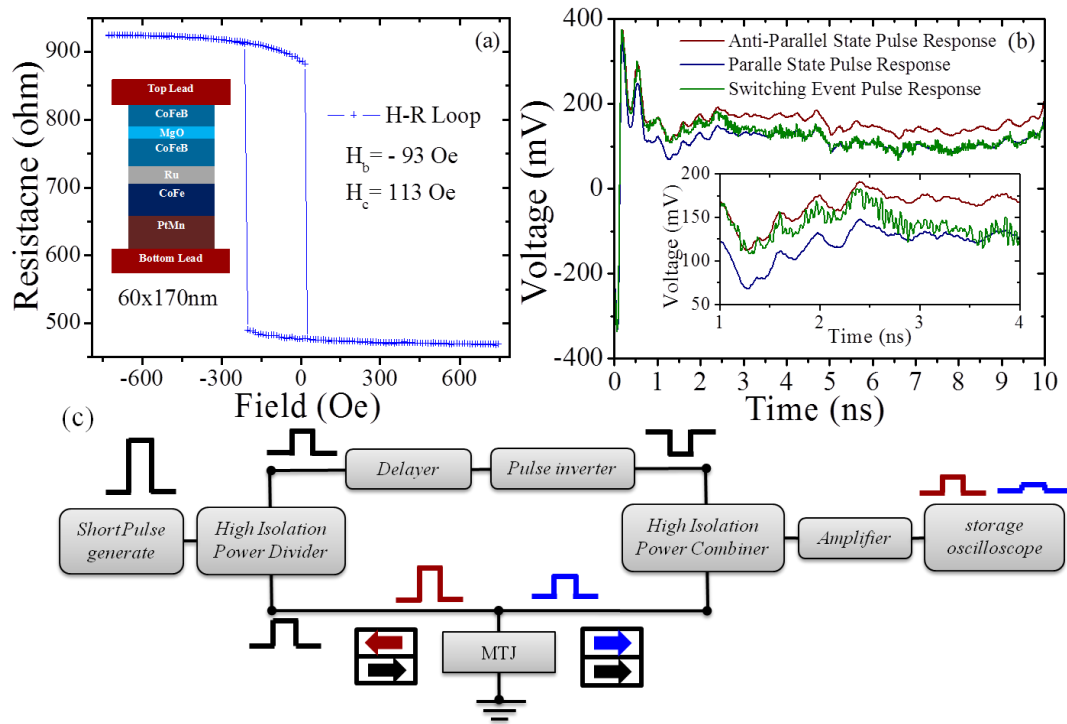 (a)
Resistacne (ohm)
900
800
700
600
500
-600
-300
0
300
600
Field (Oe)
Top Lead
CoFeB
MgO
CoFeB
Ru
CoFe
PtMn
Bottom Lead
60x170nm
H-R Loop
Hb= - 93 Oe
Hc= 113 Oe
(b)
Voltage (mV)
400
200
0
-200
-400
0
1
2
3
4
5
6
7
8
9
10
Time (ns)
Anti-Parallel State Pulse Response
Paralle State Pulse Response
Switching Event Pulse Response
Voltage (mV)
200
150
100
50
1
2
3
4
Time (ns)
(c)
Delayer
Pulse inverter
ShortPulse
generate
High Isolation
Power Divider
High Isolation
Power Combiner
Amplifier
storage
oscilloscope
MTJ